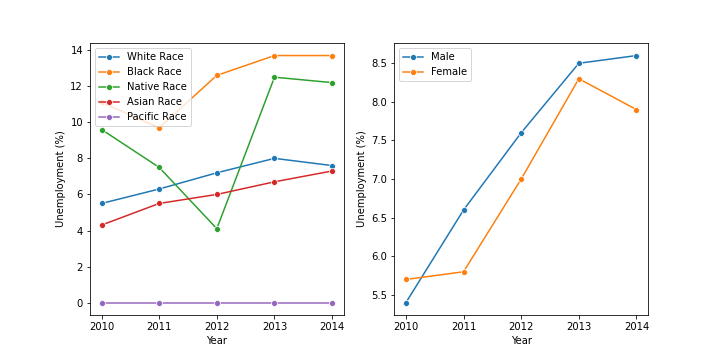 White Race
Black Race
Native Race
Asian Race
Pacific Race
14
12
10
8
6
4
2
0
Unemployment (%)
2010 2011 2012 2013 2014
Year
Male
Female
8.5
8.0
7.5
7.0
6.5
6.0
5.5
Unemployment (%)
2010 2011 2012 2013 2014
Year